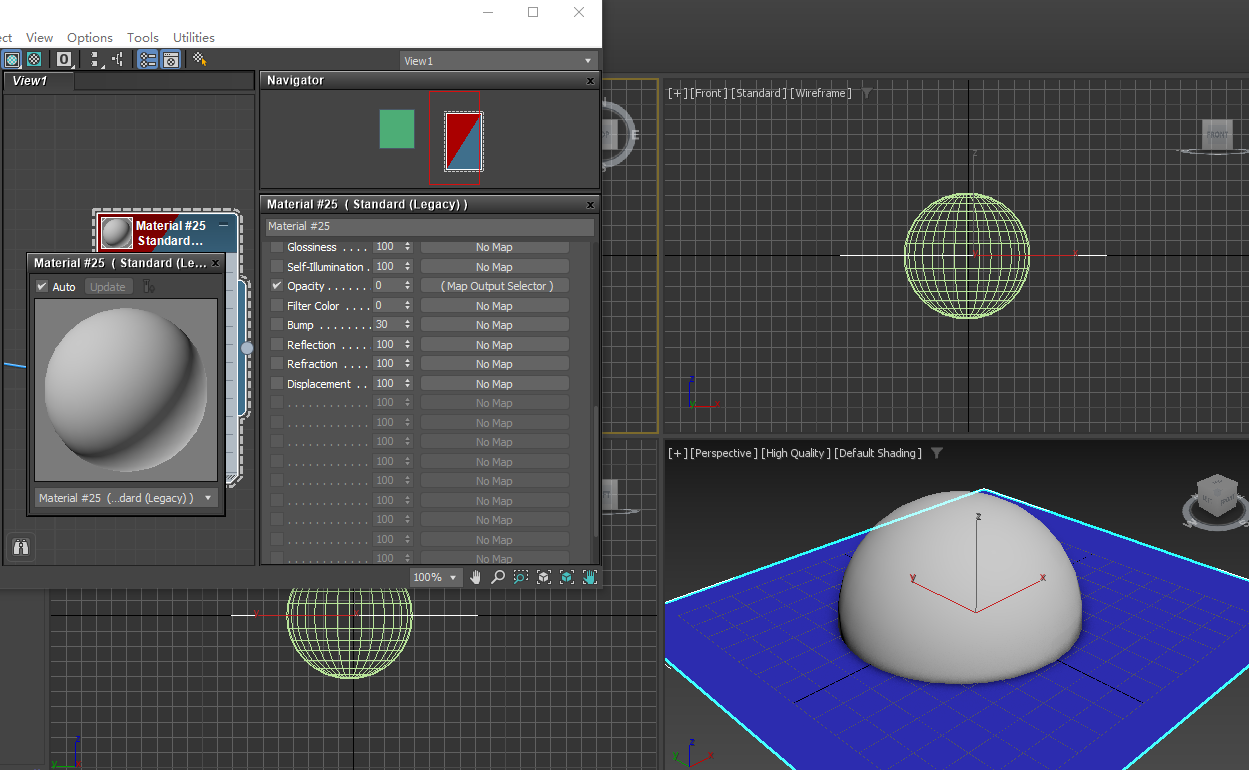 ect View Options Tools Utilities
0
View1
View1
Navigator
Material #25 ( Standard (Legacy) )
Material #25
Material #25
Standard...
Material #25 ( Standard (Le...
Auto Update
Material #25 (...dard (Legacy) )
Glossiness . . . . 100 No Map
Self-Illumination . 100 No Map
Opacity . . . . . . 0 ( Map Output Selector )
Filter Color . . . . 0 No Map
Bump . . . . . . . . 30 No Map
Reflection . . . . 100 No Map
Refraction . . . . 100 No Map
Displacement . . 100 No Map
. . . . . . . . . . . . 100 No Map
. . . . . . . . . . . . 100 No Map
. . . . . . . . . . . . 100 No Map
. . . . . . . . . . . . 100 No Map
. . . . . . . . . . . . 100 No Map
. . . . . . . . . . . . 100 No Map
. . . . . . . . . . . . 100 No Map
. . . . . . . . . . . . 100 No Map
. . . . . . . . . . . . 100 No Map
100%
E
[+] [Front ] [Standard ] [Wireframe ]
FRONT
z
x
z
y
x
x
x
z
y
[+] [Perspective ] [High Quality ] [Default Shading ]
z
y
x
z
y
x